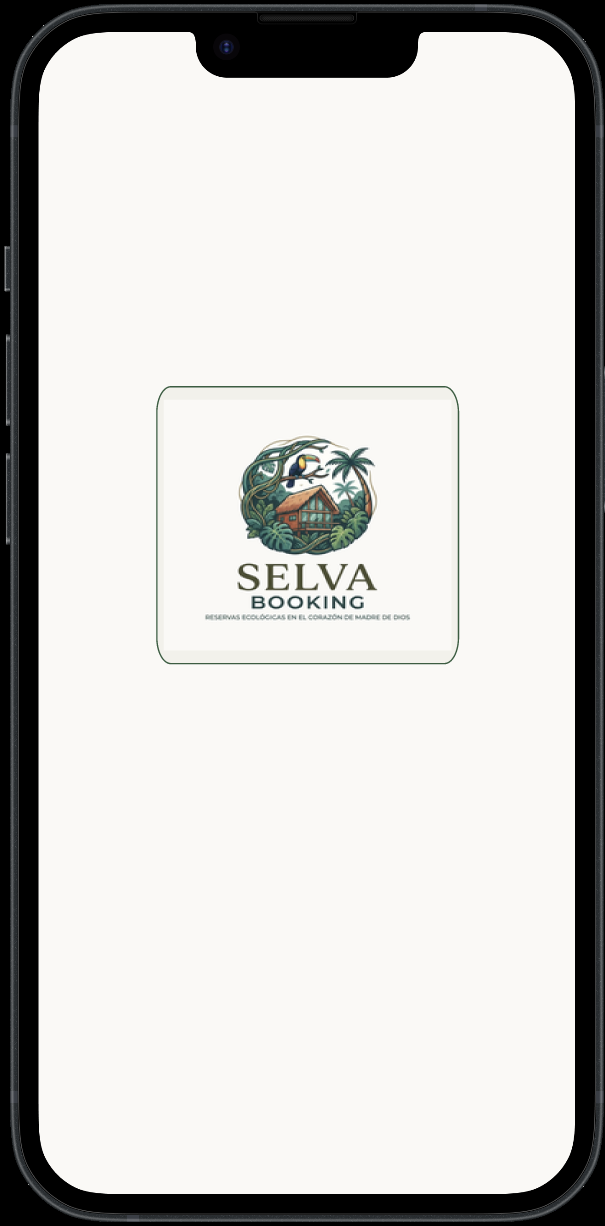 SELVA
BOOKING
RESERVAS ECOLÓGICAS EN EL CORAZÓN DE MADRE DE DIOS